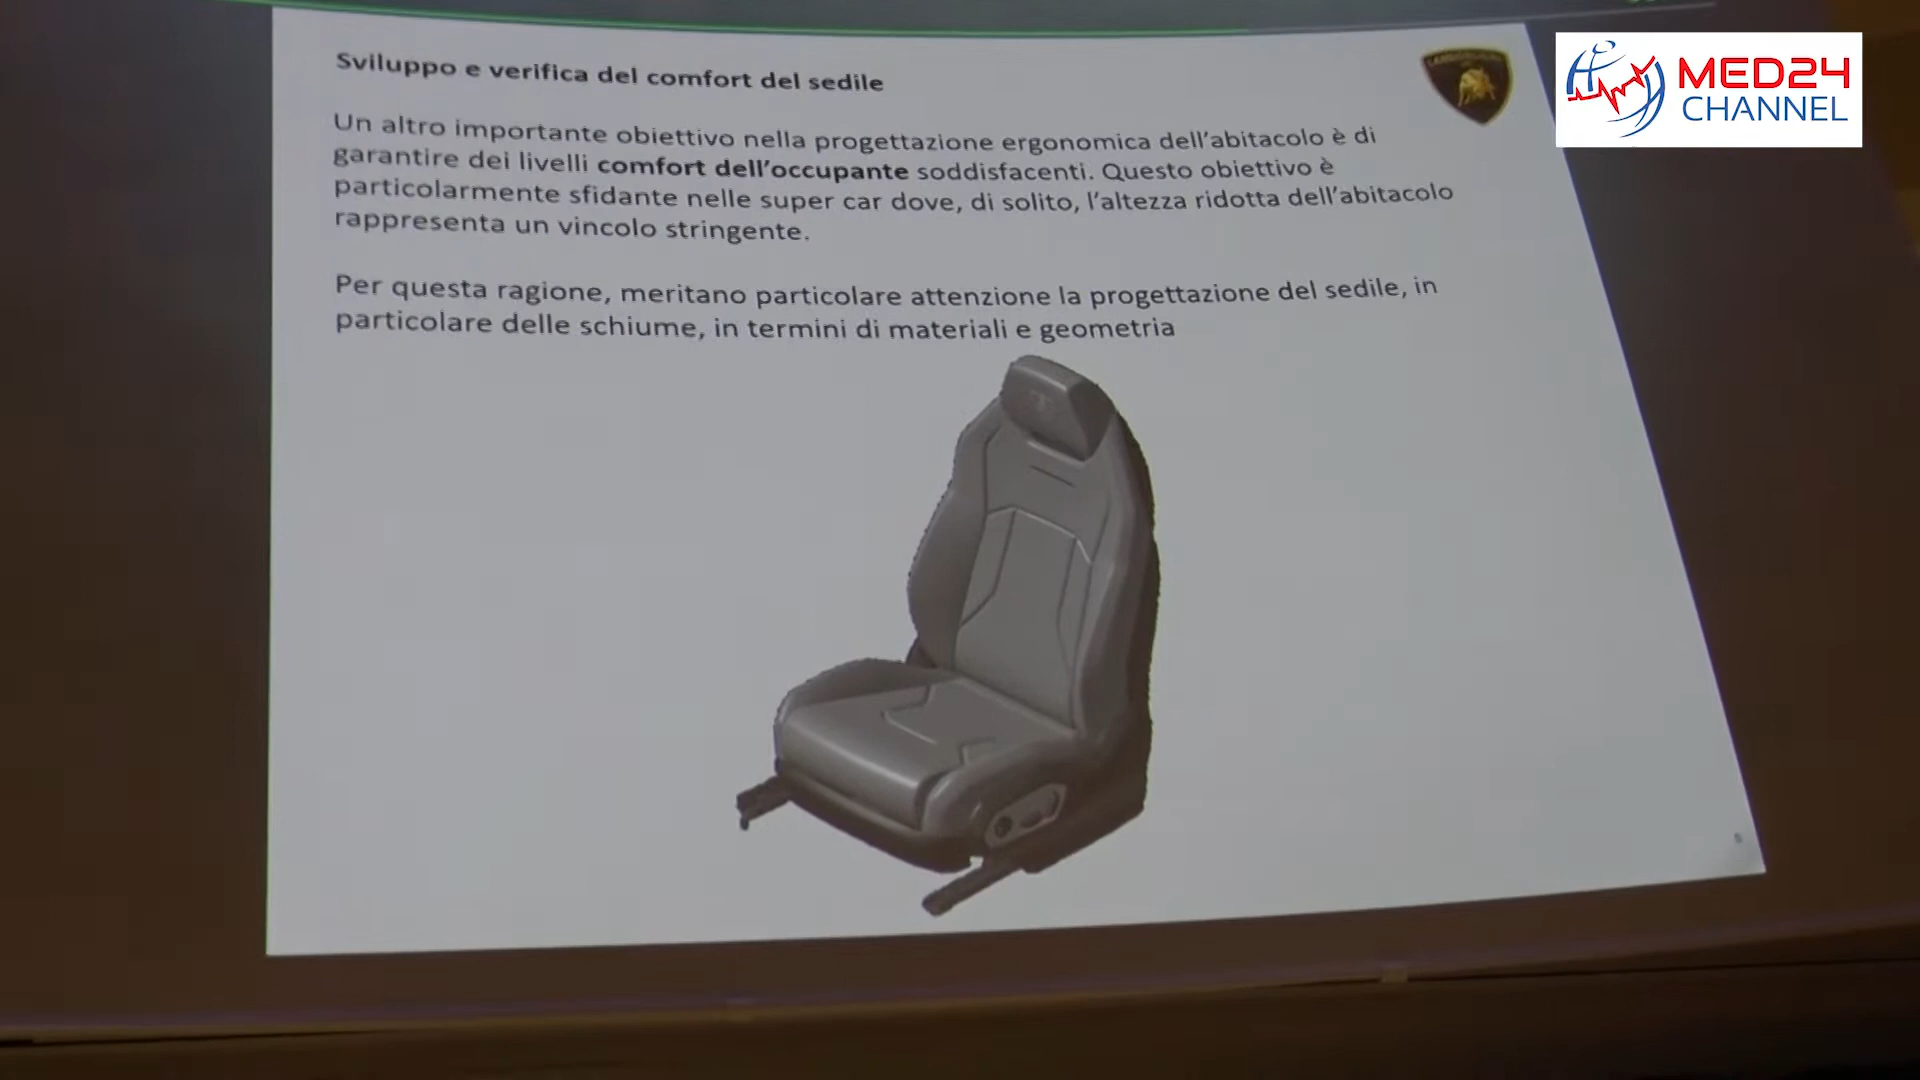 Sviluppo e verifica del comfort del sedile
Un altro importante obiettivo nella progettazione ergonomica dell'abitacolo è di
garantire dei livelli comfort dell'occupante soddisfacenti. Questo obiettivo è
particolarmente sfidante nelle super car dove, di solito, l'altezza ridotta dell'abitacolo
rappresenta un vincolo stringente.
Per questa ragione, meritano particolare attenzione la progettazione del sedile, in
particolare delle schiume, in termini di materiali e geometria
MED24
CHANNEL